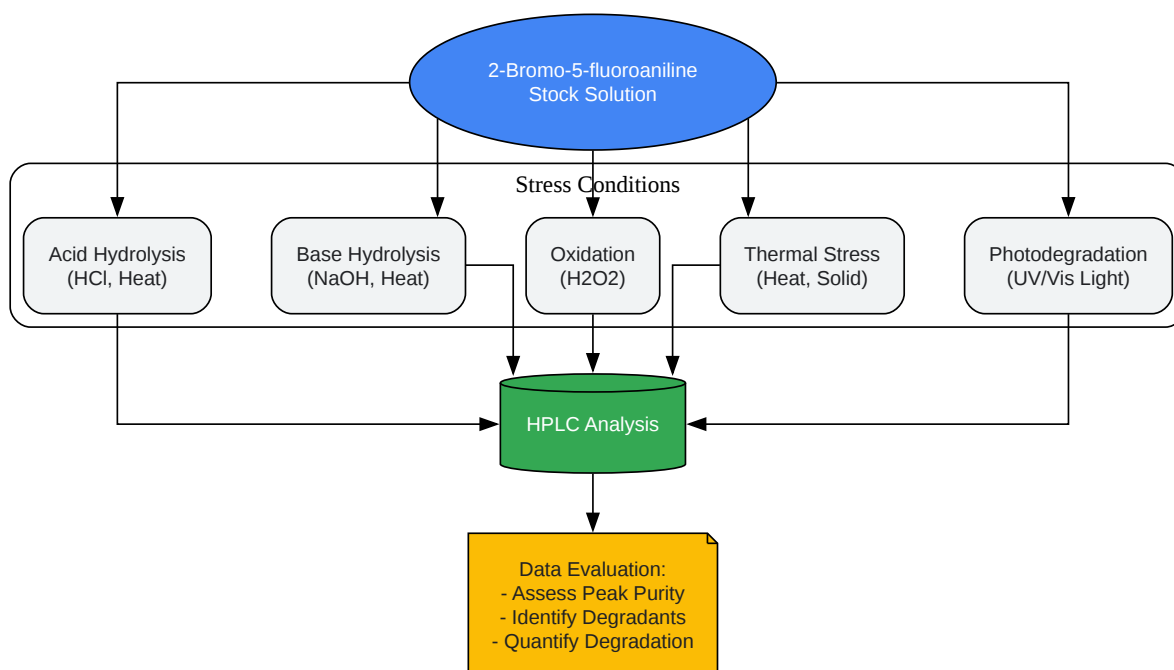 2-Bromo-5-fluoroaniline
Stock Solution
Stress Conditions
Acid Hydrolysis
(HCl, Heat)
Base Hydrolysis
(NaOH, Heat)
Oxidation
(H2O2)
Thermal Stress
(Heat, Solid)
Photodegradation
(UV/Vis Light)
HPLC Analysis
Data Evaluation:
- Assess Peak Purity
- Identify Degradants
- Quantify Degradation